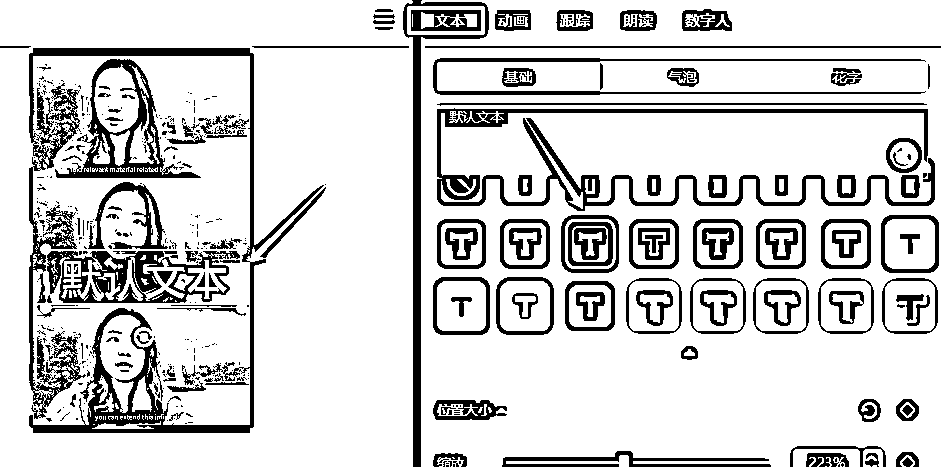 文本 动画 跟踪 朗读 数字人
基础 气泡 花字
默认文本
relevant material related to
默认文本
T T T T T T T T
T T T T T T T T
you can extend this
位置大小
缩放 223%